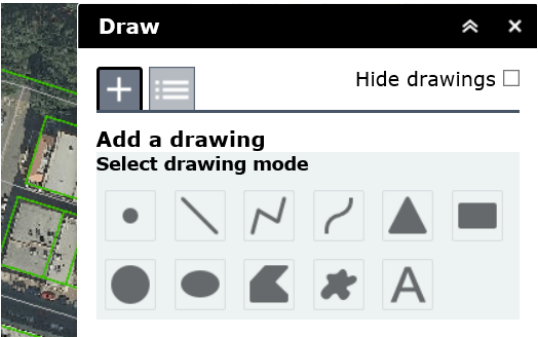 Draw
Hide drawings
Add a drawing
Select drawing mode
A